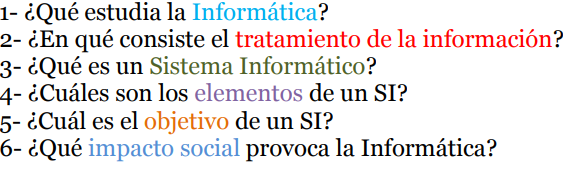 1- ¿Qué estudia la Informática?
2- ¿En qué consiste el tratamiento de la información?
3- ¿Qué es un Sistema Informático?
4- ¿Cuáles son los elementos de un SI?
5- ¿Cuál es el objetivo de un SI?
6- ¿Qué impacto social provoca la Informática?